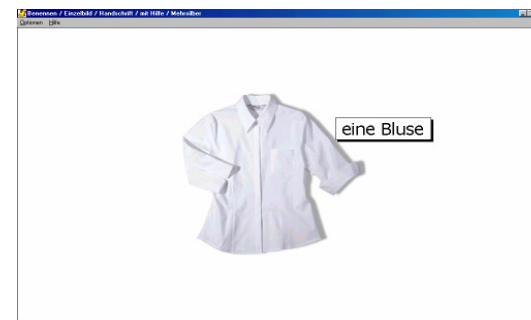 Benennen / Einzelbild / Handschrift / mit Hilfe / Mehrsilber
Optionen Hilfe
eine Bluse